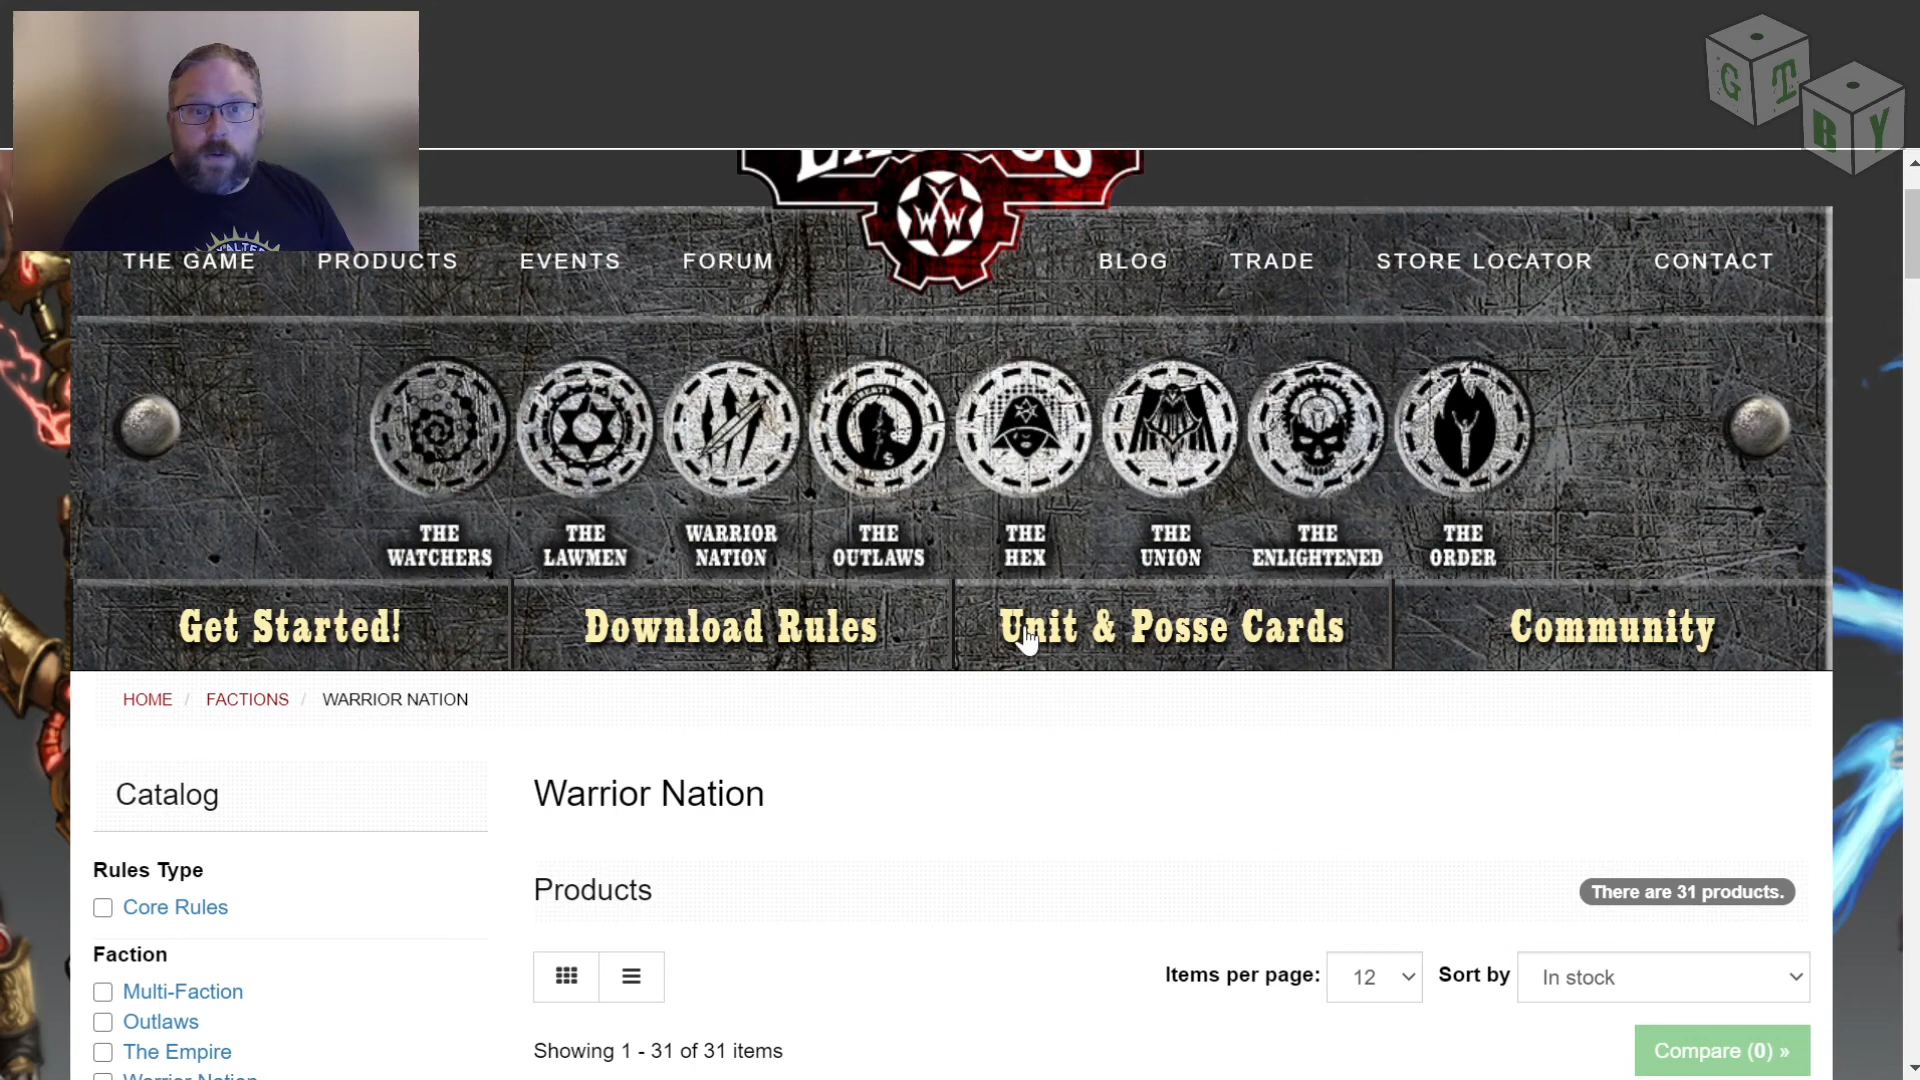 G T
B Y
WW
THE GAME PRODUCTS EVENTS FORUM BLOG TRADE STORE LOCATOR CONTACT
THE WATCHERS
THE LAWMEN
WARRIOR NATION
THE OUTLAWS
THE HEX
THE UNION
THE ENLIGHTENED
THE ORDER
Get Started! Download Rules Unit & Posse Cards Community
HOME / FACTIONS / WARRIOR NATION
Catalog
Rules Type
Core Rules
Faction
Multi-Faction
Outlaws
The Empire
Warrior Nation
Warrior Nation
Products There are 31 products.
Items per page: 12 Sort by In stock
Showing 1 - 31 of 31 items Compare (0) »